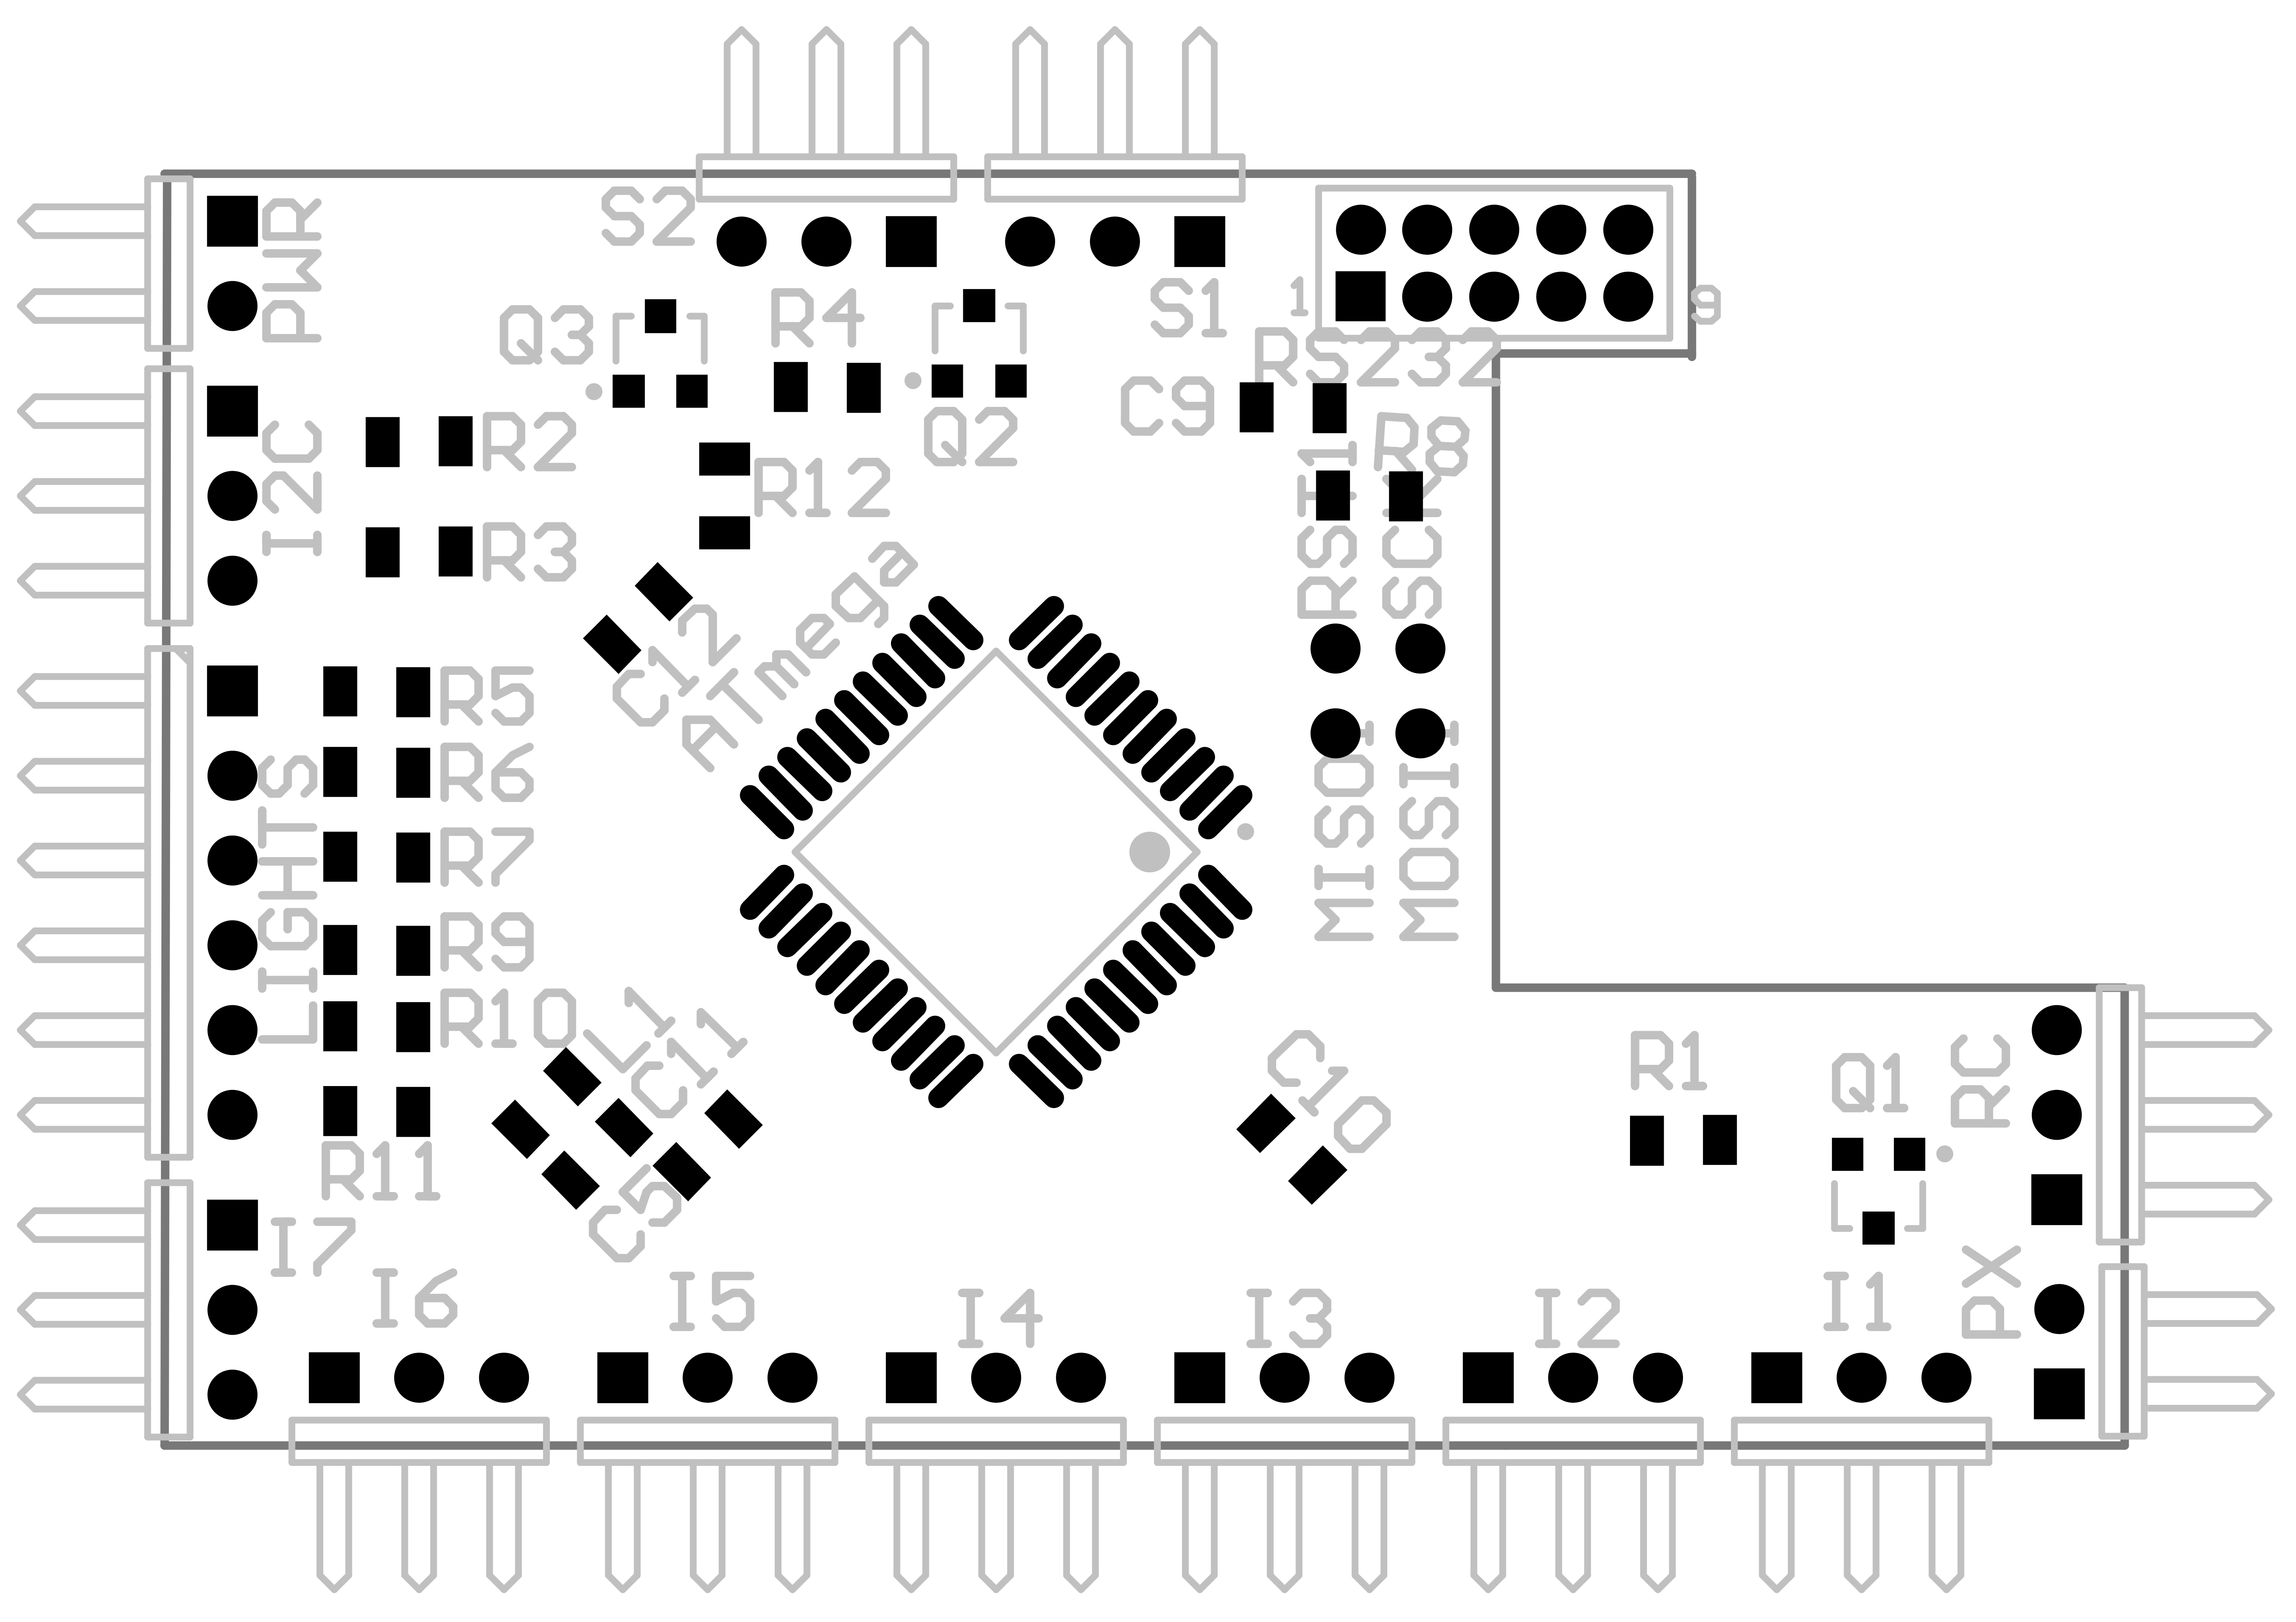 S2
PWR
Q3
R4
S1
1
9
RS232
C9
Q2
R2
I2C
R12
RST1
R8
R3
C12
ATmega
R5
R6
LIGHTS
R7
MISO1
MOSI1
R9
R10
L1
C11
C10
R1
Q1
RC
R11
C5
I7
I6
I5
I4
I3
I2
I1
PX